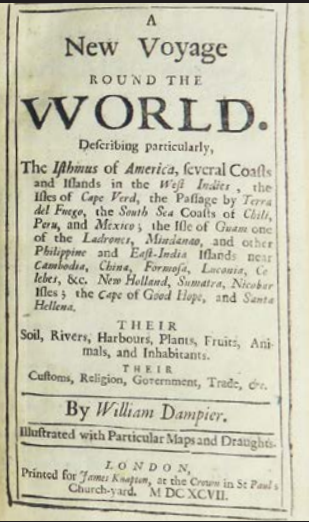 A
New Voyage
ROUND THE
WORLD.
Deſcribing particularly,
The Iſthmus of America, ſeveral Coaſts
and Iſlands in the Weſt Indies, the
Iſles of Cape Verd, the Paſſage by Terra
del Fuego, the South Sea Coaſts of Chili,
Peru, and Mexico; the Iſle of Guam one
of the Ladrones, Mindanao, and other
Philippine and Eaſt-India Iſlands near
Cambodia, China, Formoſa, Luconia, Ce
lebes, &c. New Holland, Sumatra, Nicobar
Iſles; the Cape of Good Hope, and Santa
Hellena.
THEIR
Soil, Rivers, Harbours, Plants, Fruits, Ani-
mals, and Inhabitants.
THEIR
Cuſtoms, Religion, Government, Trade, &c.
By William Dampier.
Illuſtrated with Particular Maps and Draughts.
LONDON,
Printed for James Knapton, at the Crown in St Paul's
Church-yard. M DC XCVII.